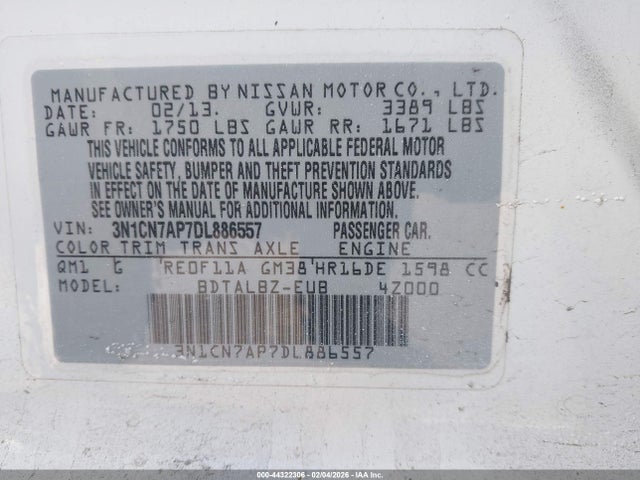 MANUFACTURED BY NISSAN MOTOR CO., LTD.
DATE: 02/13. GVWR: 3389 LBS
GAWR FR: 1750 LBS GAWR RR: 1671 LBS
THIS VEHICLE CONFORMS TO ALL APPLICABLE FEDERAL MOTOR
VEHICLE SAFETY, BUMPER AND THEFT PREVENTION STANDARDS
IN EFFECT ON THE DATE OF MANUFACTURE SHOWN ABOVE.
SEE OWNER'S MANUAL FOR ADDITIONAL INFORMATION.
VIN: 3N1CN7AP7DL886557 PASSENGER CAR.
COLOR TRIM TRANS AXLE ENGINE
QM1 G RE0F11A GM38 HR16DE 1598 CC
MODEL: BDTALBZ-EUB 4Z000
3N1CN7AP7DL886557
000-44322306 - 02/04/2026 - IAA Inc.